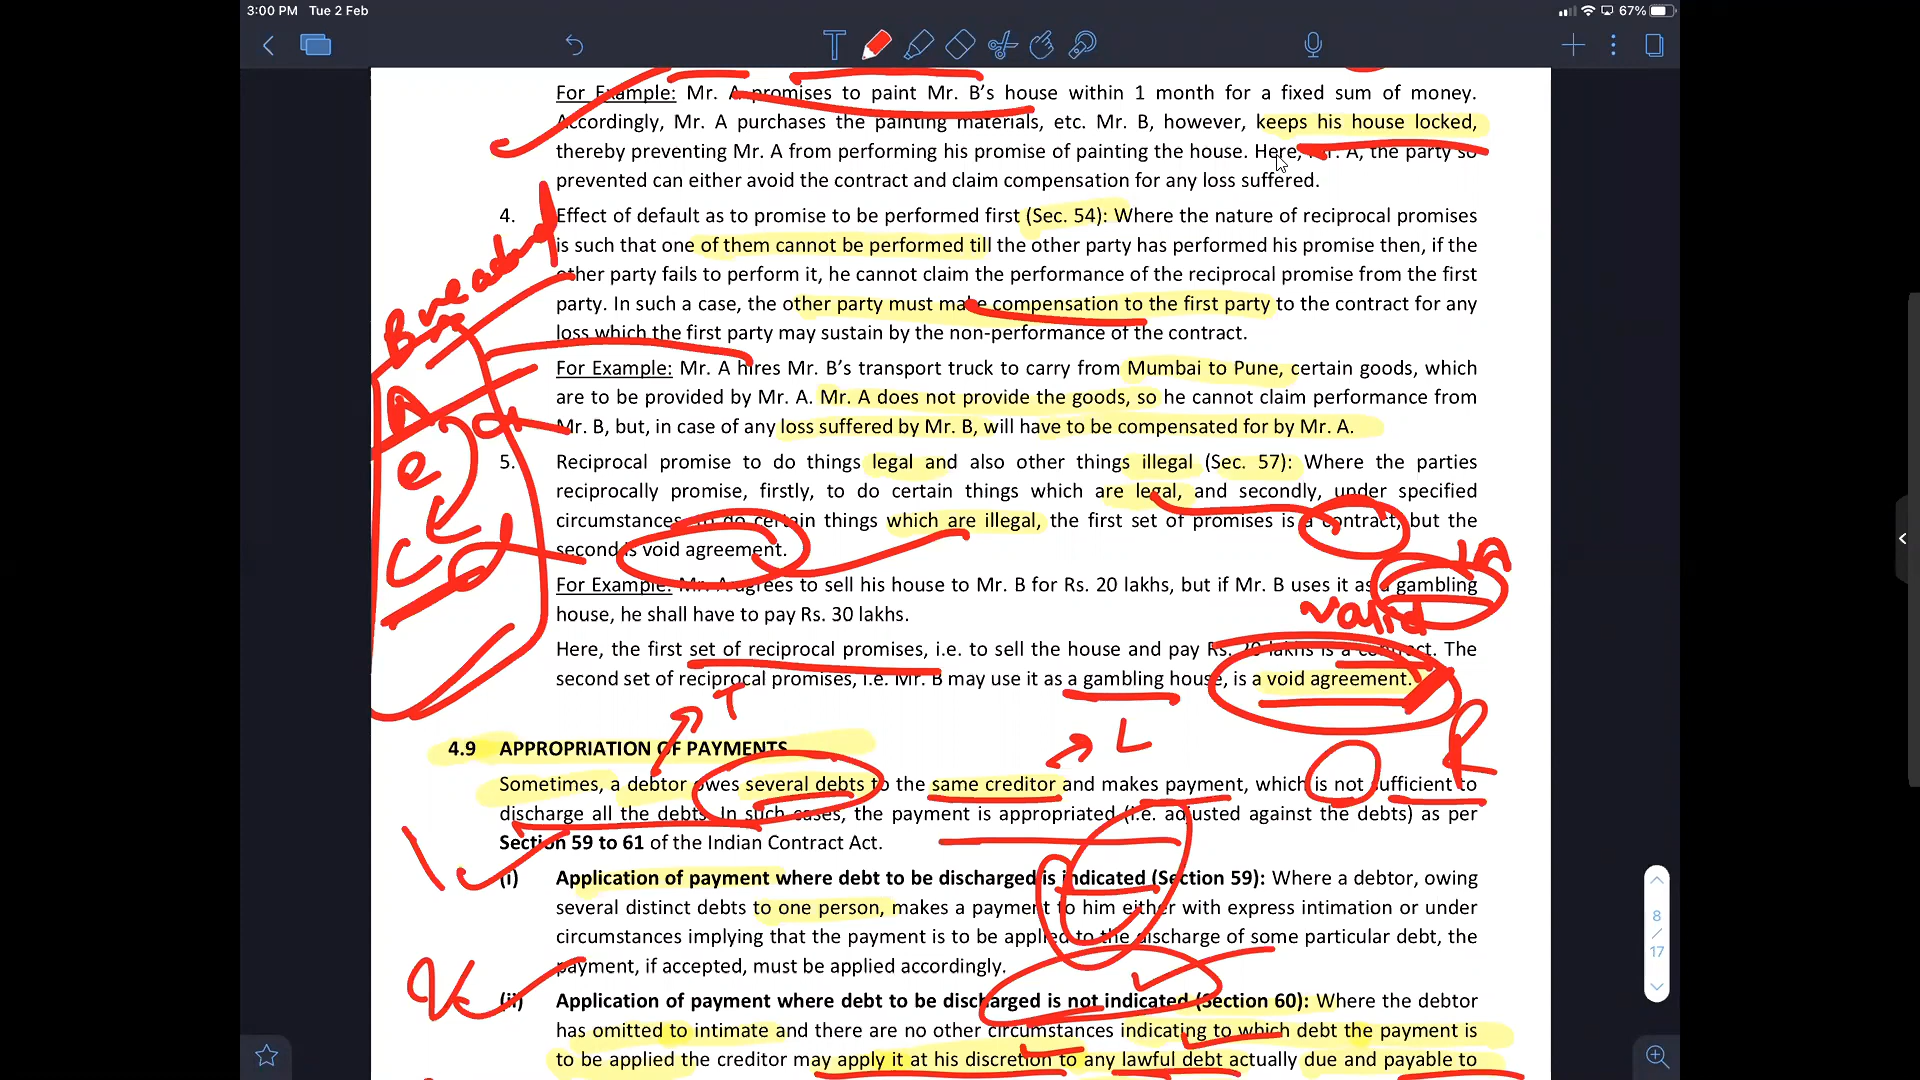 3:00 PM Tue 2 Feb
67%
For Example: Mr. A promises to paint Mr. B's house within 1 month for a fixed sum of money.
Accordingly, Mr. A purchases the painting materials, etc. Mr. B, however, keeps his house locked,
thereby preventing Mr. A from performing his promise of painting the house. Here, Mr. A, the party so
prevented can either avoid the contract and claim compensation for any loss suffered.
4. Effect of default as to promise to be performed first (Sec. 54): Where the nature of reciprocal promises
is such that one of them cannot be performed till the other party has performed his promise then, if the
other party fails to perform it, he cannot claim the performance of the reciprocal promise from the first
party. In such a case, the other party must make compensation to the first party to the contract for any
loss which the first party may sustain by the non-performance of the contract.
For Example: Mr. A hires Mr. B's transport truck to carry from Mumbai to Pune, certain goods, which
are to be provided by Mr. A. Mr. A does not provide the goods, so he cannot claim performance from
Mr. B, but, in case of any loss suffered by Mr. B, will have to be compensated for by Mr. A.
5. Reciprocal promise to do things legal and also other things illegal (Sec. 57): Where the parties
reciprocally promise, firstly, to do certain things which are legal, and secondly, under specified
circumstances, to do certain things which are illegal, the first set of promises is a contract, but the
second is void agreement.
For Example: Mr. A agrees to sell his house to Mr. B for Rs. 20 lakhs, but if Mr. B uses it as a gambling
house, he shall have to pay Rs. 30 lakhs.
valid
Here, the first set of reciprocal promises, i.e. to sell the house and pay Rs. 20 lakhs is a contract. The
second set of reciprocal promises, i.e. Mr. B may use it as a gambling house, is a void agreement.
T
L
R
4.9 APPROPRIATION OF PAYMENTS
Sometimes, a debtor owes several debts to the same creditor and makes payment, which is not sufficient to
discharge all the debts. In such cases, the payment is appropriated (i.e. adjusted against the debts) as per
Section 59 to 61 of the Indian Contract Act.
(i) Application of payment where debt to be discharged is indicated (Section 59): Where a debtor, owing
several distinct debts to one person, makes a payment to him either with express intimation or under
circumstances implying that the payment is to be applied to the discharge of some particular debt, the
payment, if accepted, must be applied accordingly.
(ii) Application of payment where debt to be discharged is not indicated (Section 60): Where the debtor
has omitted to intimate and there are no other circumstances indicating to which debt the payment is
to be applied the creditor may apply it at his discretion to any lawful debt actually due and payable to
8
/
17